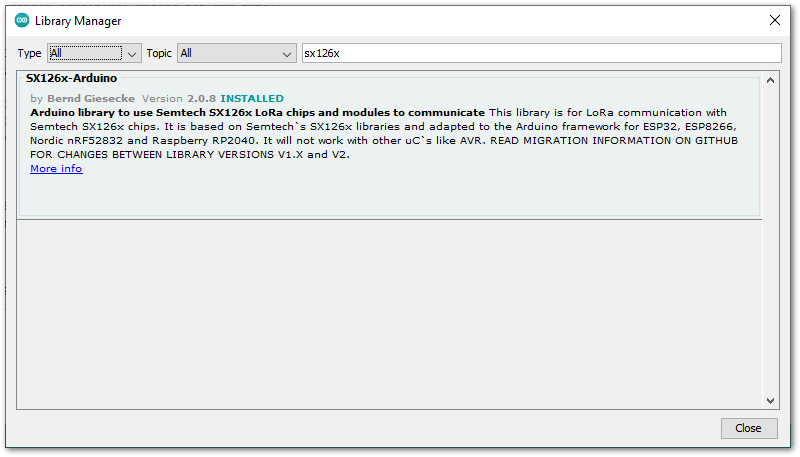 Library Manager
Type All Topic All sx126x
SX126x-Arduino
by Bernd Giesecke Version 2.0.8 INSTALLED
Arduino library to use Semtech SX126x LoRa chips and modules to communicate This library is for LoRa communication with
Semtech SX126x chips. It is based on Semtech`s SX126x libraries and adapted to the Arduino framework for ESP32, ESP8266,
Nordic nRF52832 and Raspberry RP2040. It will not work with other uC`s like AVR. READ MIGRATION INFORMATION ON GITHUB
FOR CHANGES BETWEEN LIBRARY VERSIONS V1.X and V2.
More info
Close